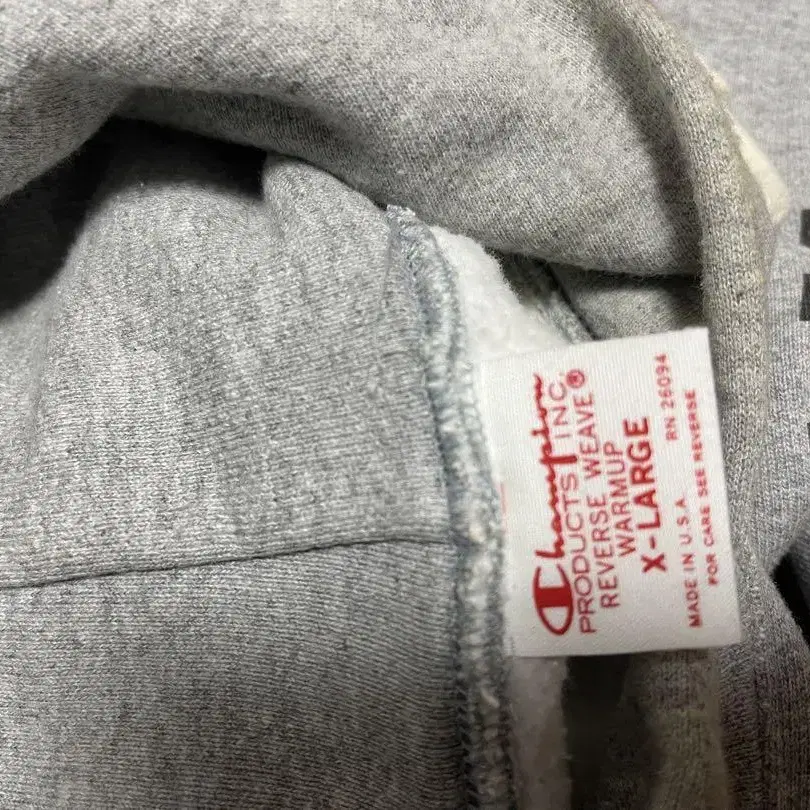 Champion
PRODUCTS INC.
REVERSE WEAVE®
WARMUP
X-LARGE
RN 26094
MADE IN U.S.A
FOR CARE SEE REVERSE